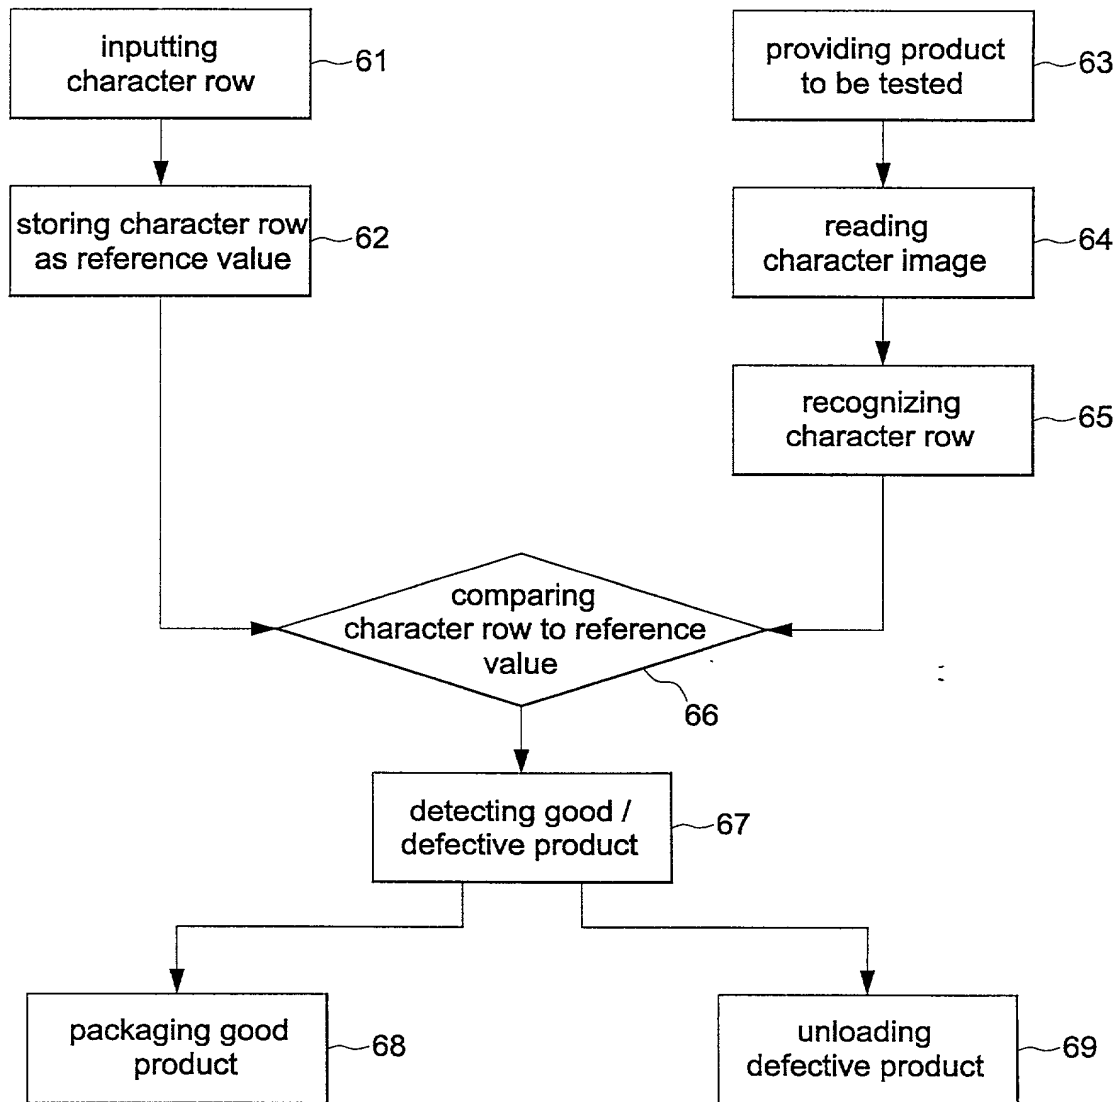 inputting
character row
61
storing character row
as reference value
62
providing product
to be tested
63
reading
character image
64
recognizing
character row
65
comparing
character row to reference
value
66
detecting good /
defective product
67
packaging good
product
68
unloading
defective product
69